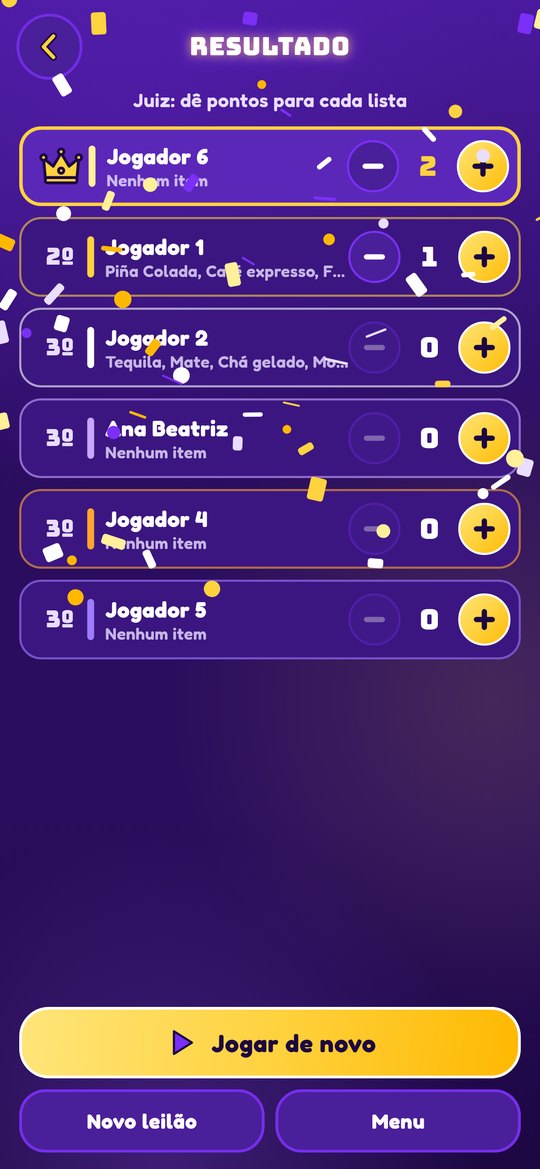 RESULTADO
Juiz: dê pontos para cada lista
Jogador 6
Nenhum item
2
2º
Jogador 1
Piña Colada, Café expresso, F...
1
3º
Jogador 2
Tequila, Mate, Chá gelado, Mo...
0
3º
Ana Beatriz
Nenhum item
0
3º
Jogador 4
Nenhum item
0
3º
Jogador 5
Nenhum item
0
Jogar de novo
Novo leilão
Menu